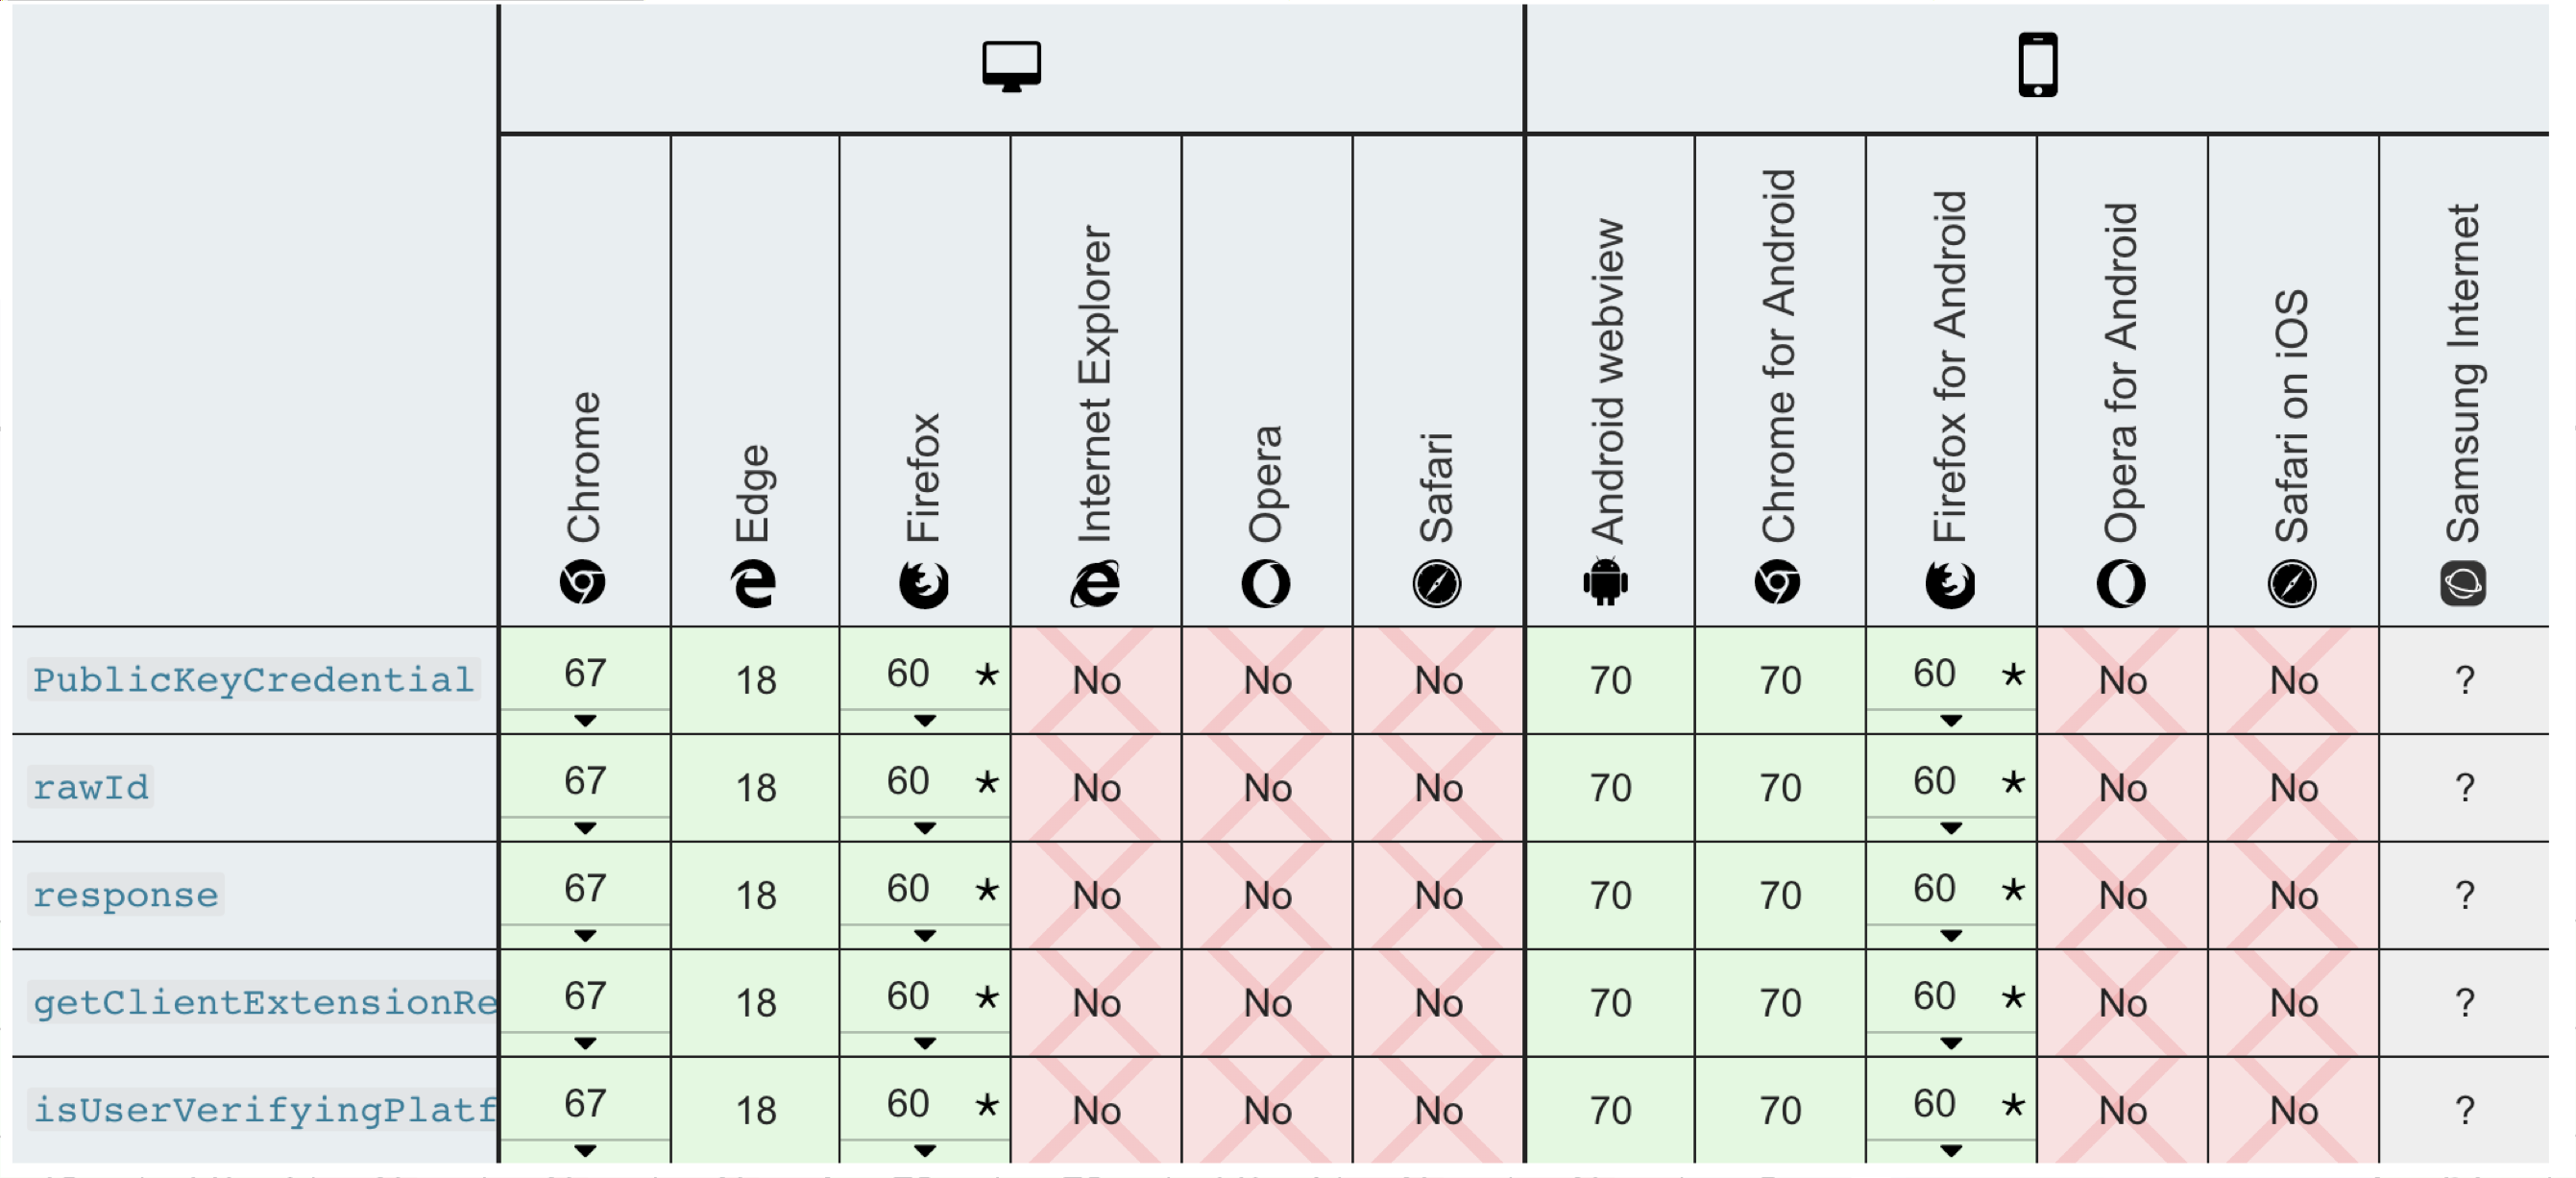 Chrome
Edge
Firefox
Internet Explorer
Opera
Safari
Android webview
Chrome for Android
Firefox for Android
Opera for Android
Safari on iOS
Samsung Internet
PublicKeyCredential 67 18 60 * No No No 70 70 60 * No No ?
rawId 67 18 60 * No No No 70 70 60 * No No ?
response 67 18 60 * No No No 70 70 60 * No No ?
getClientExtensionRe 67 18 60 * No No No 70 70 60 * No No ?
isUserVerifyingPlatf 67 18 60 * No No No 70 70 60 * No No ?